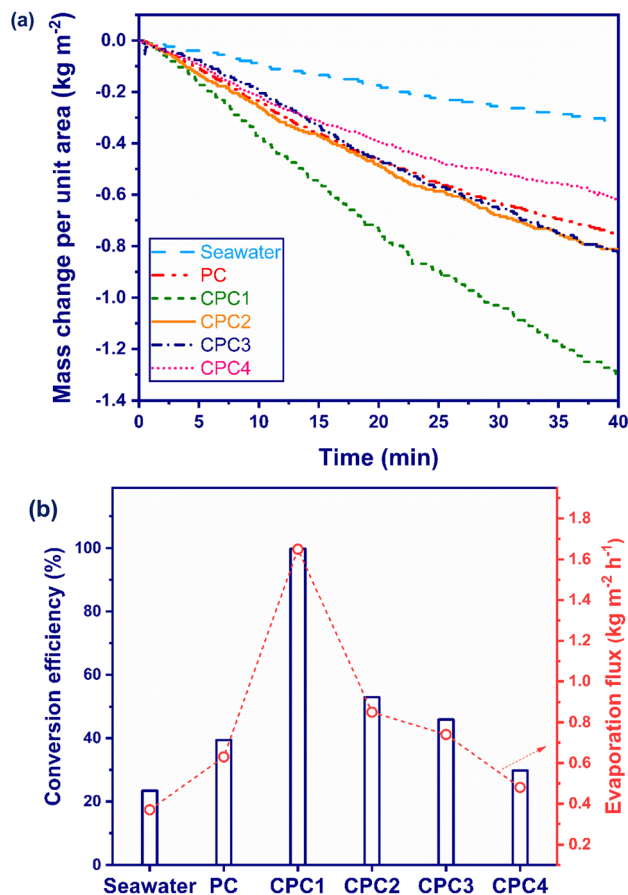 (a)
Mass change per unit area (kg m-2)
0.0
-0.2
-0.4
-0.6
-0.8
-1.0
-1.2
-1.4
Seawater
PC
CPC1
CPC2
CPC3
CPC4
0 5 10 15 20 25 30 35 40
Time (min)
(b)
Conversion efficiency (%)
100
80
60
40
20
0
Evaporation flux (kg m-2 h-1)
1.8
1.6
1.4
1.2
1.0
0.8
0.6
0.4
0.2
Seawater PC CPC1 CPC2 CPC3 CPC4